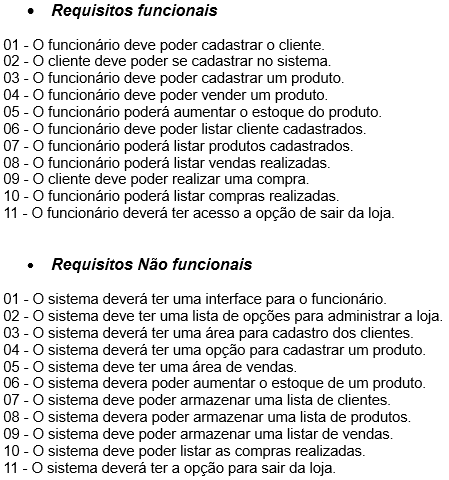 • Requisitos funcionais
01 - O funcionário deve poder cadastrar o cliente.
02 - O cliente deve poder se cadastrar no sistema.
03 - O funcionário deve poder cadastrar um produto.
04 - O funcionário deve poder vender um produto.
05 - O funcionário poderá aumentar o estoque do produto.
06 - O funcionário deve poder listar cliente cadastrados.
07 - O funcionário poderá listar produtos cadastrados.
08 - O funcionário poderá listar vendas realizadas.
09 - O cliente deve poder realizar uma compra.
10 - O funcionário poderá listar compras realizadas.
11 - O funcionário deverá ter acesso a opção de sair da loja.
• Requisitos Não funcionais
01 - O sistema deverá ter uma interface para o funcionário.
02 - O sistema deve ter uma lista de opções para administrar a loja.
03 - O sistema deverá ter uma área para cadastro dos clientes.
04 - O sistema deverá ter uma opção para cadastrar um produto.
05 - O sistema deve ter uma área de vendas.
06 - O sistema devera poder aumentar o estoque de um produto.
07 - O sistema deve poder armazenar uma lista de clientes.
08 - O sistema devera poder armazenar uma lista de produtos.
09 - O sistema deve poder armazenar uma listar de vendas.
10 - O sistema deve poder listar as compras realizadas.
11 - O sistema deverá ter a opção para sair da loja.